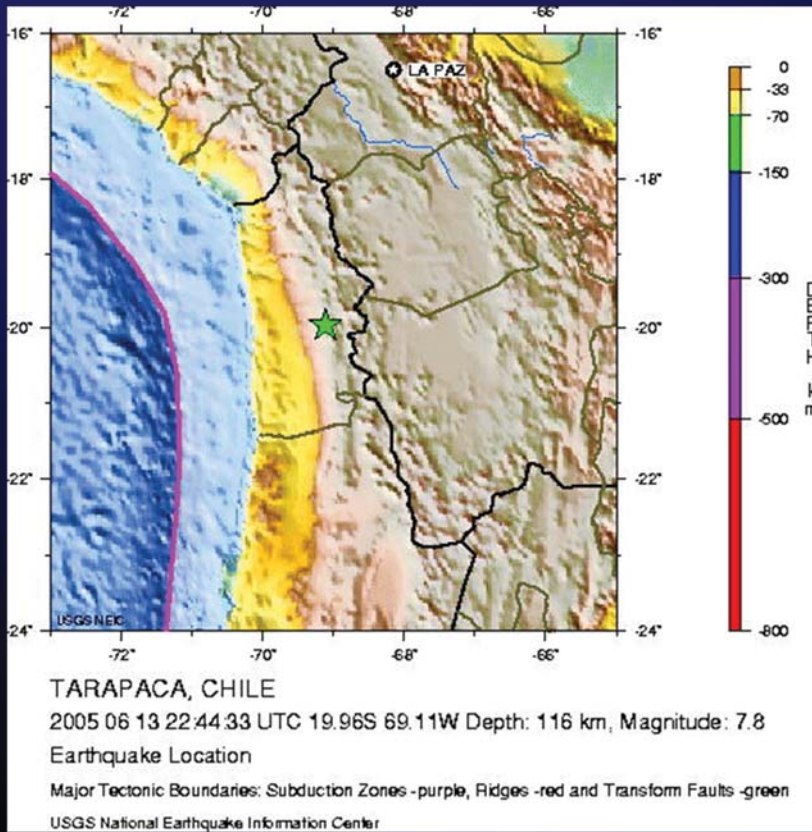 -72° -70° -68° -66°
-16° -16°
LA PAZ
-18° -18°
-20° -20°
-22° -22°
-24° -24°
USGS NEIC
-72° -70° -68° -66°
0
-33
-70
-150
-300
-500
-800
TARAPACA, CHILE
2005 06 13 22:44:33 UTC 19.96S 69.11W Depth: 116 km, Magnitude: 7.8
Earthquake Location
Major Tectonic Boundaries: Subduction Zones -purple, Ridges -red and Transform Faults -green
USGS National Earthquake Information Center